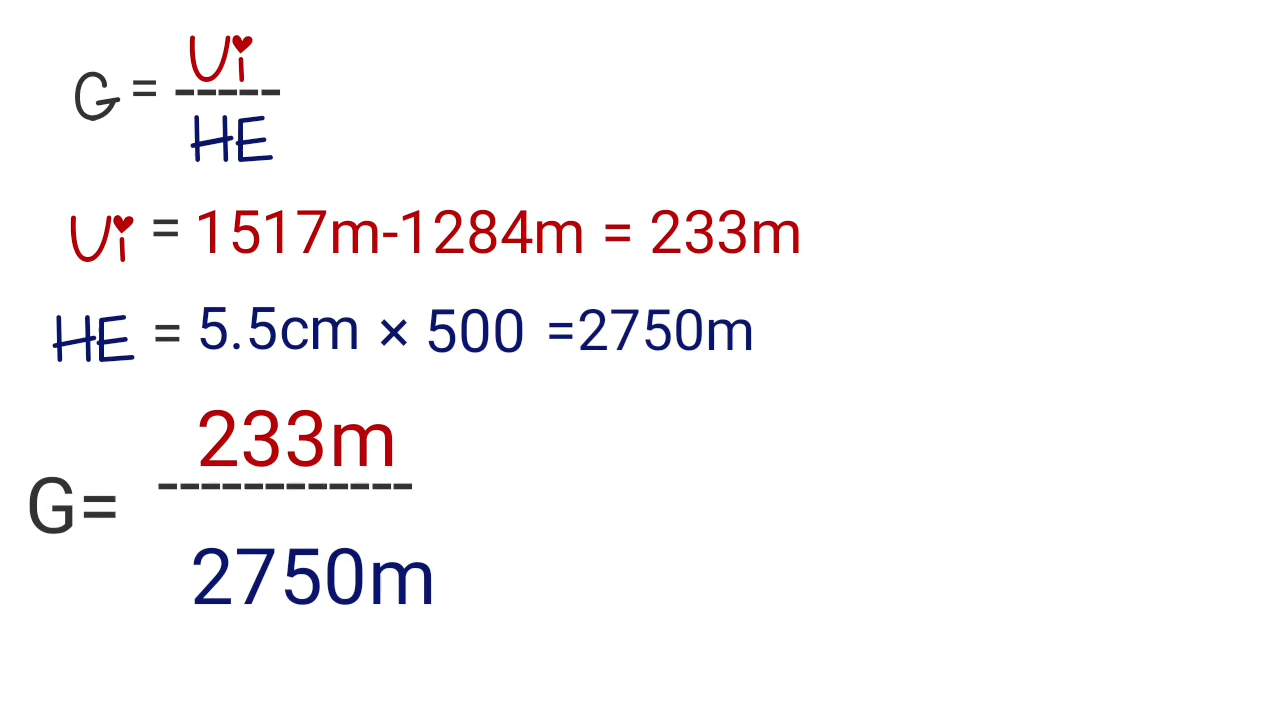 G = Ui
-----
HE
Ui = 1517m-1284m = 233m
HE = 5.5cm × 500 =2750m
233m
G= ------------
2750m